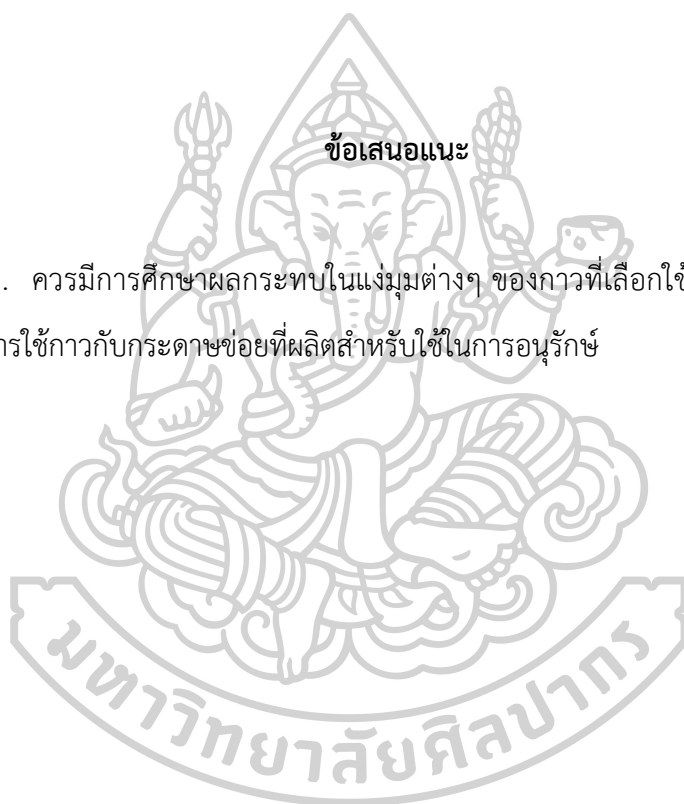 ข้อเสนอแนะ
. ควรมีการศึกษาผลกระทบในแง่มุมต่างๆ ของกาวที่เลือกใช้
ารใช้กาวกับกระดาษข่อยที่ผลิตสำหรับใช้ในการอนุรักษ์
มหาวิทยาลัยศิลปากร